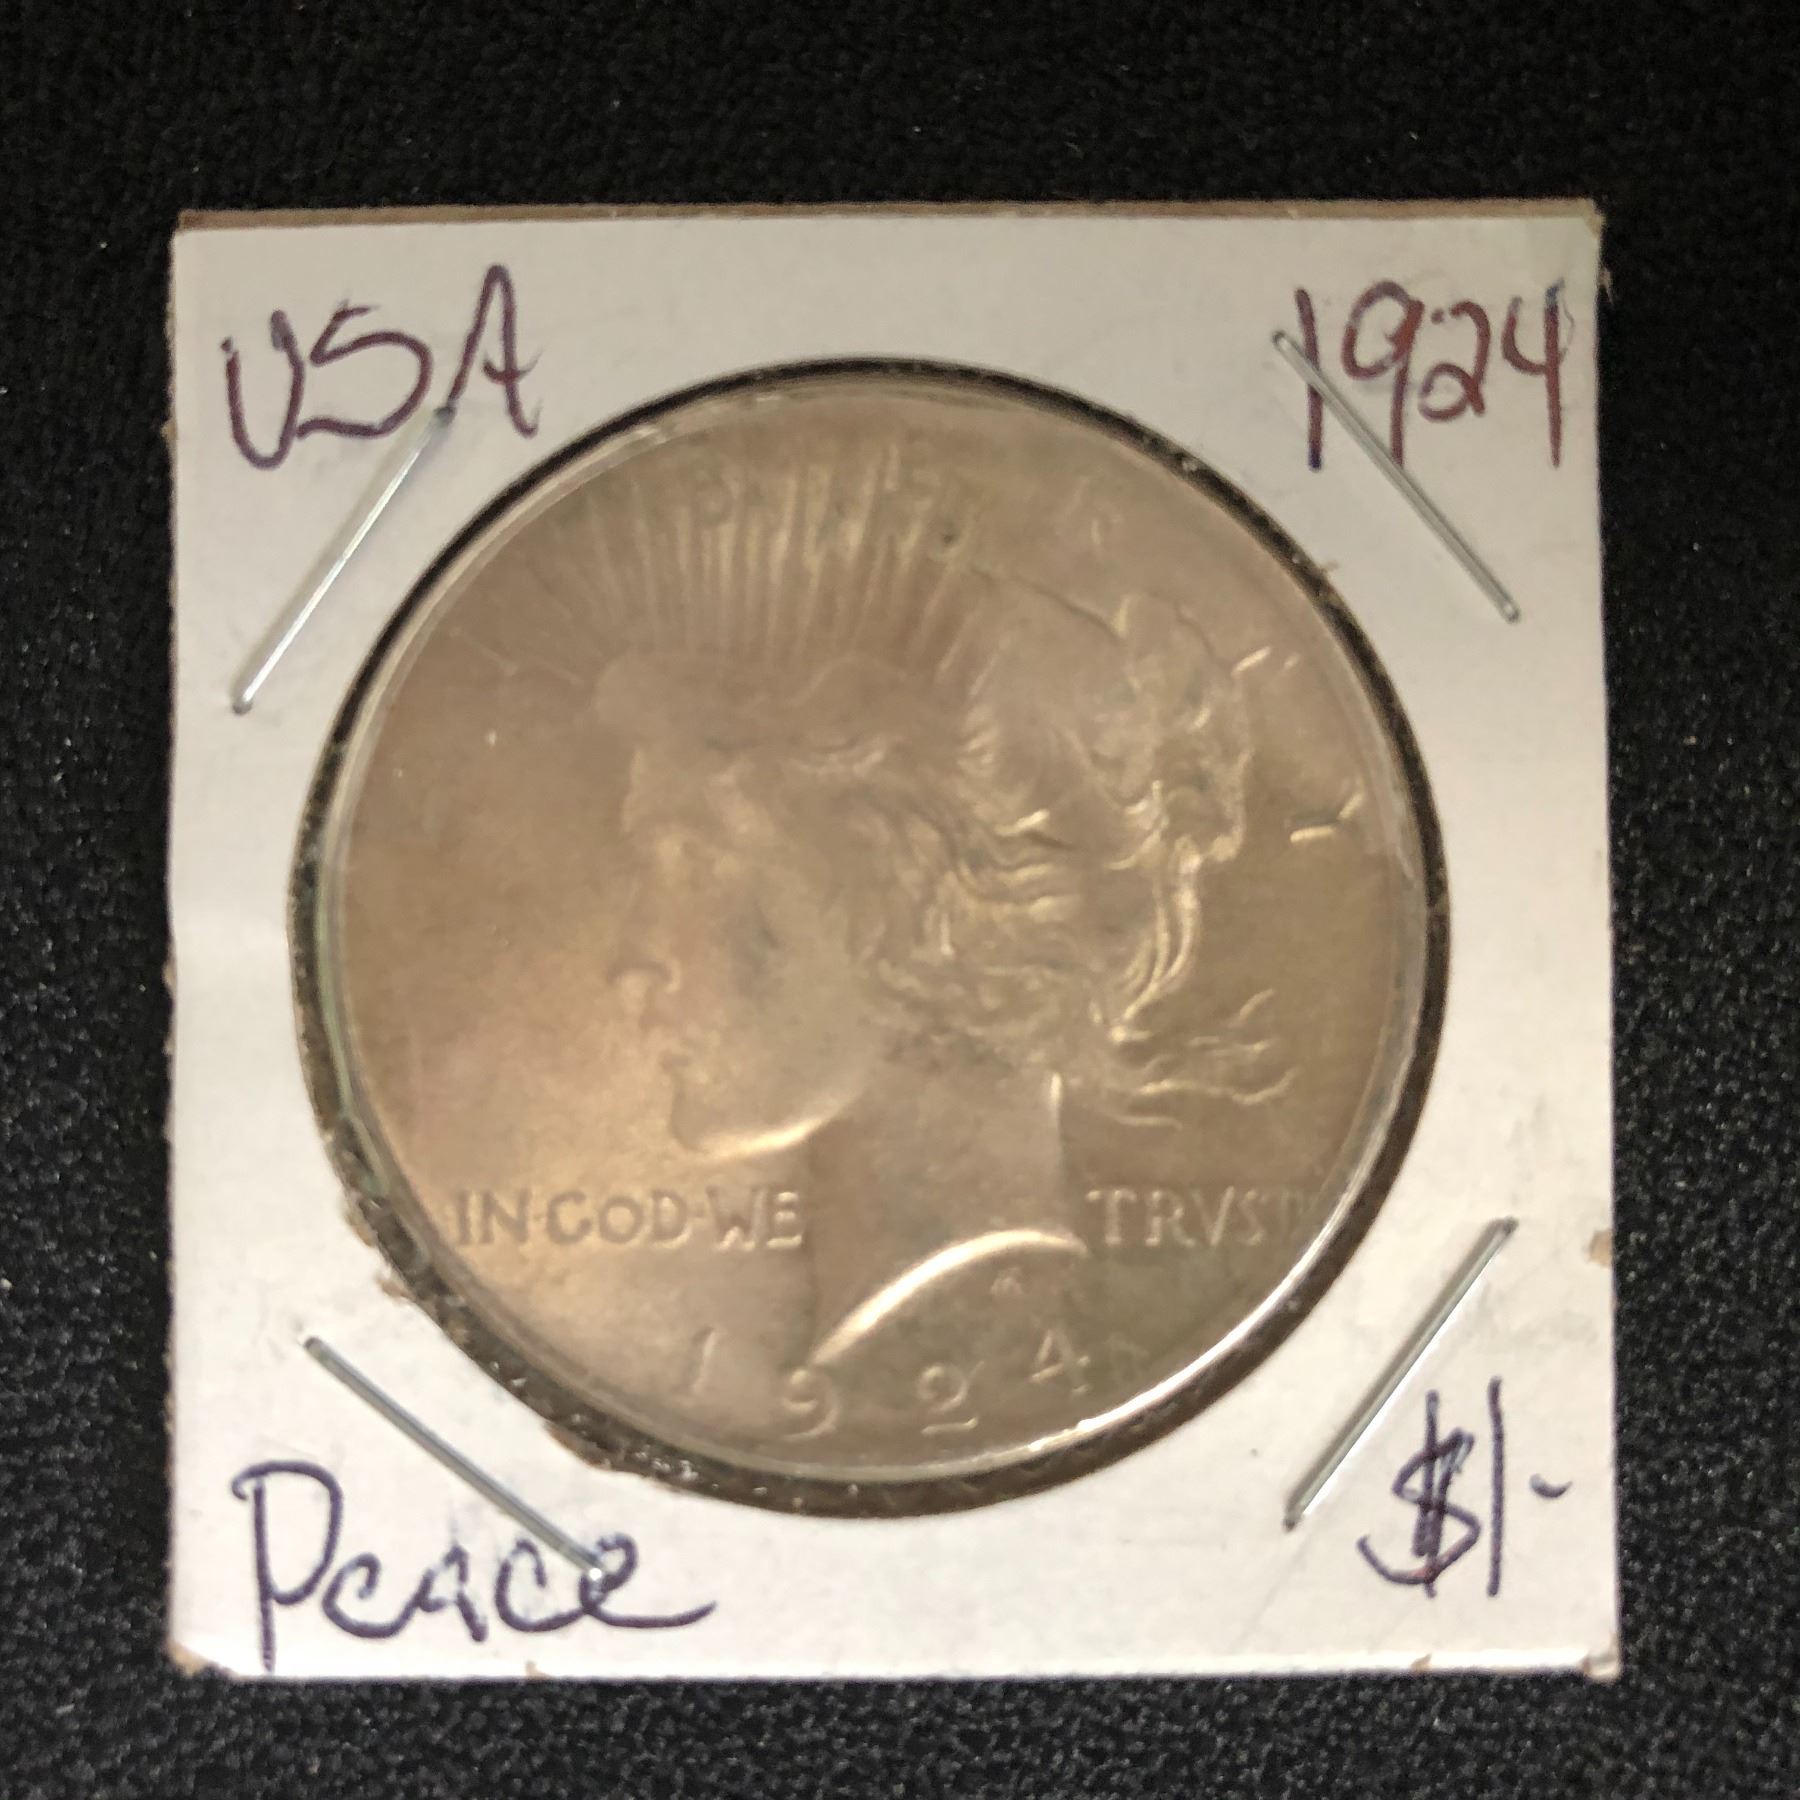 USA 1924
IN·GOD·WE TRVST
1924
Peace $1-